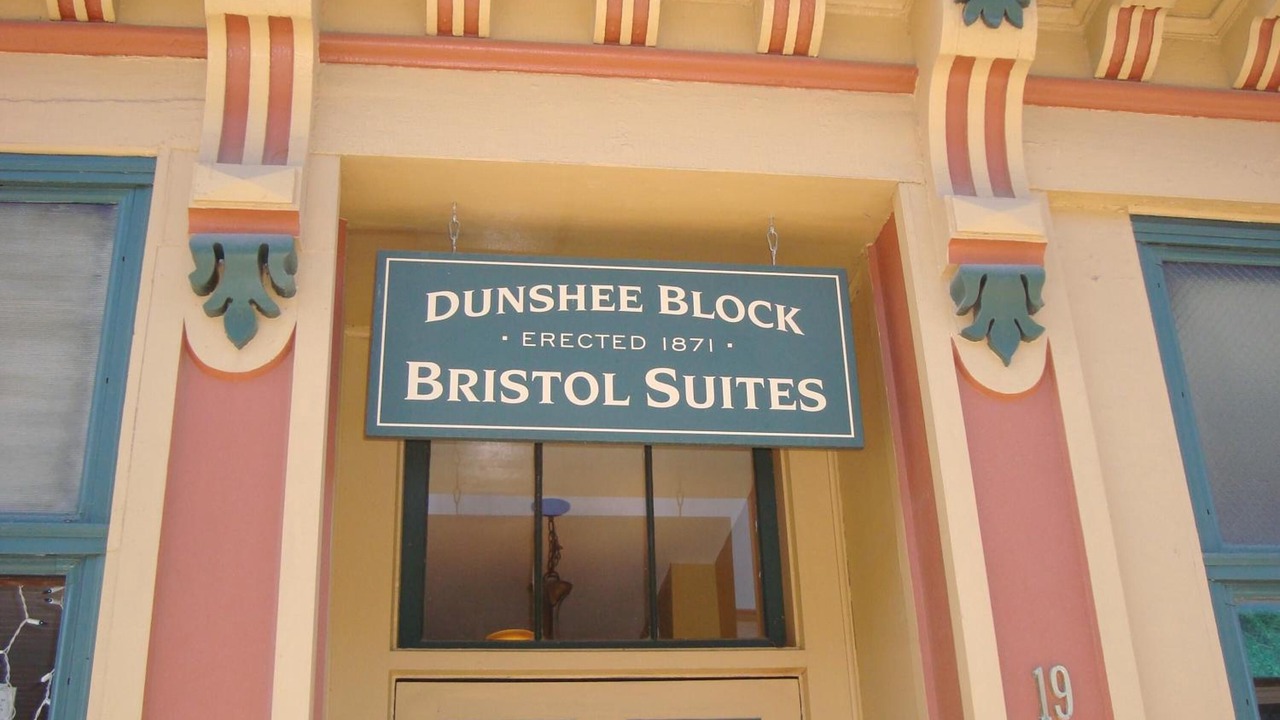 DUNSHEE BLOCK
· ERECTED 1871 ·
BRISTOL SUITES
19